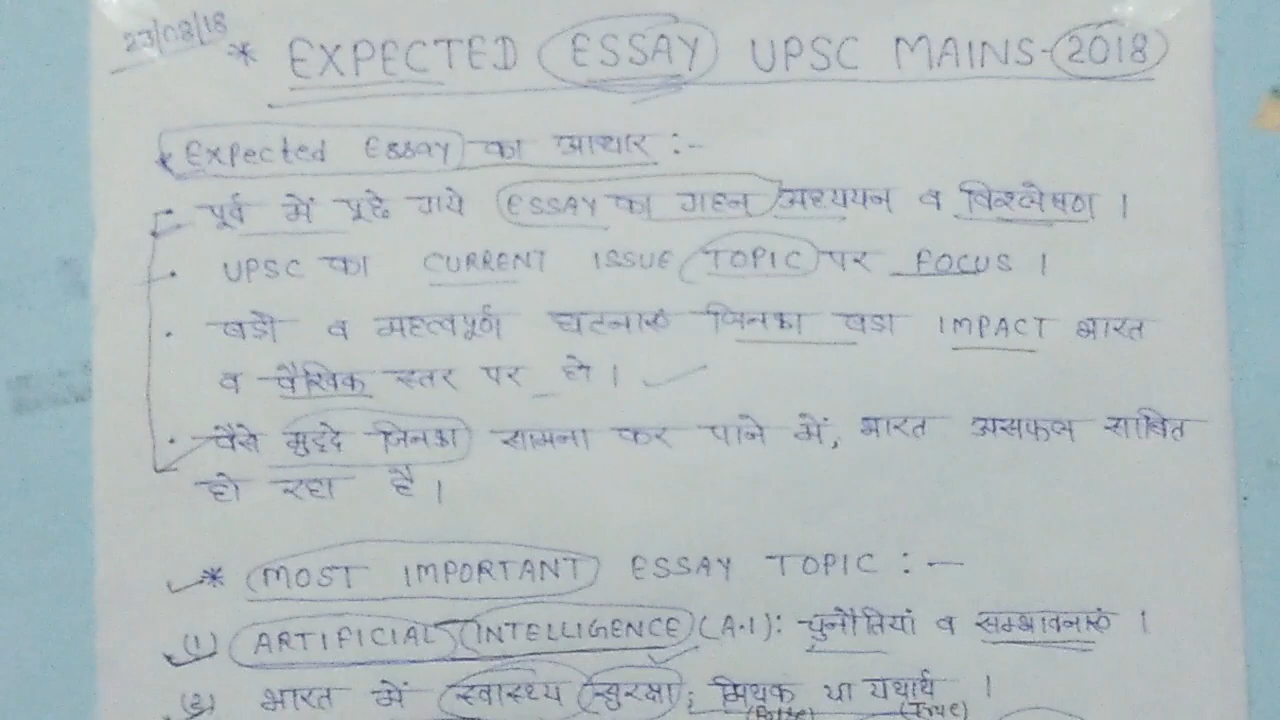 23/08/18
* EXPECTED ESSAY UPSC MAINS-2018
* Expected Essay का आधार :-
- पूर्व में पूछे गये ESSAY का गहन अध्ययन व विश्लेषण ।
· UPSC का CURRENT ISSUE TOPIC पर FOCUS ।
· बडी व महत्वपूर्ण घटनाएं जिनका बडा IMPACT भारत
व वैश्विक स्तर पर हो ।
· वैसे मुद्दे जिनका सामना कर पाने में, भारत असफल साबित
हो रहा है ।
* MOST IMPORTANT ESSAY TOPIC : -
(1) ARTIFICIAL INTELLIGENCE (A.I): चुनौतियां व सम्भावनाएं ।
(2) भारत में स्वास्थ्य सुरक्षा; मिथक या यथार्थ ।
(True)